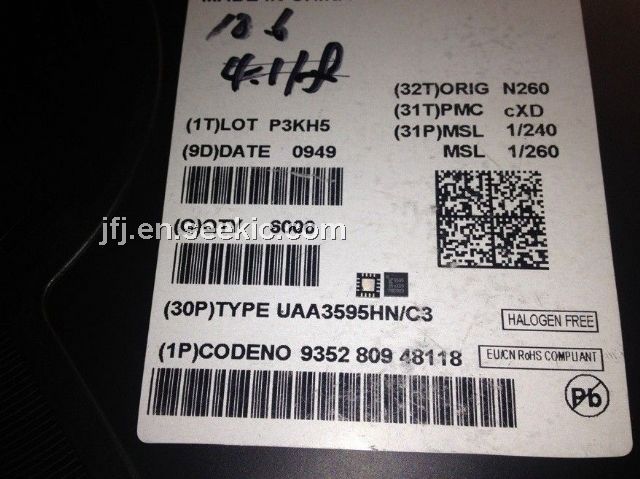 18.6
(32T)ORIG N260
(31T)PMC cXD
(1T)LOT P3KH5
(31P)MSL 1/240
(9D)DATE 0949
MSL 1/260
jfj.en.seekic.com
(30P)TYPE UAA3595HN/C3
HALOGEN FREE
(1P)CODENO 9352 809 48118
EU/CN RoHS COMPLIANT
Pb